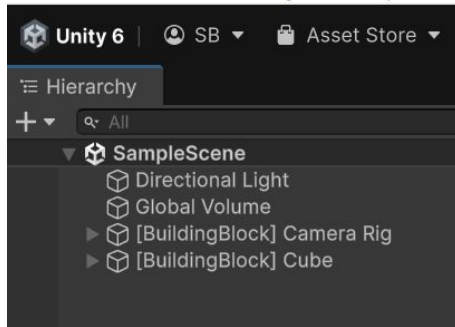 Unity 6 SB Asset Store
Hierarchy
All
SampleScene
Directional Light
Global Volume
[BuildingBlock] Camera Rig
[BuildingBlock] Cube